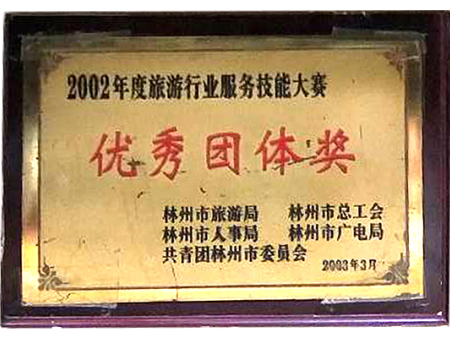 2002年度旅游行业服务技能大赛
优秀团体奖
林州市旅游局 林州市总工会
林州市人事局 林州市广电局
共青团林州市委员会
2003年3月